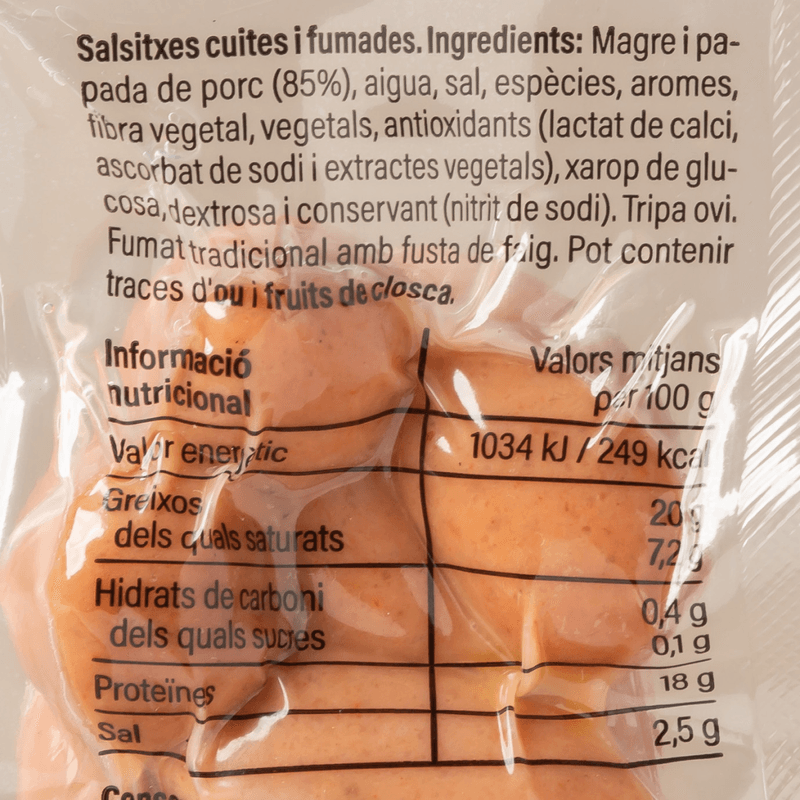 Salsitxes cuites i fumades. Ingredients: Magre i pa-
pada de porc (85%), aigua, sal, espècies, aromes,
fibra vegetal, vegetals, antioxidants (lactat de calci,
ascorbat de sodi i extractes vegetals), xarop de glu-
cosa, dextrosa i conservant (nitrit de sodi). Tripa ovi.
Fumat tradicional amb fusta de faig. Pot contenir
traces d'ou i fruits de closca.
Informació Valors mitjans
nutricional per 100 g
Valor energètic 1034 kJ / 249 kcal
Greixos 20 g
dels quals saturats 7,2 g
Hidrats de carboni 0,4 g
dels quals sucres 0,1 g
Proteïnes 18 g
Sal 2,5 g